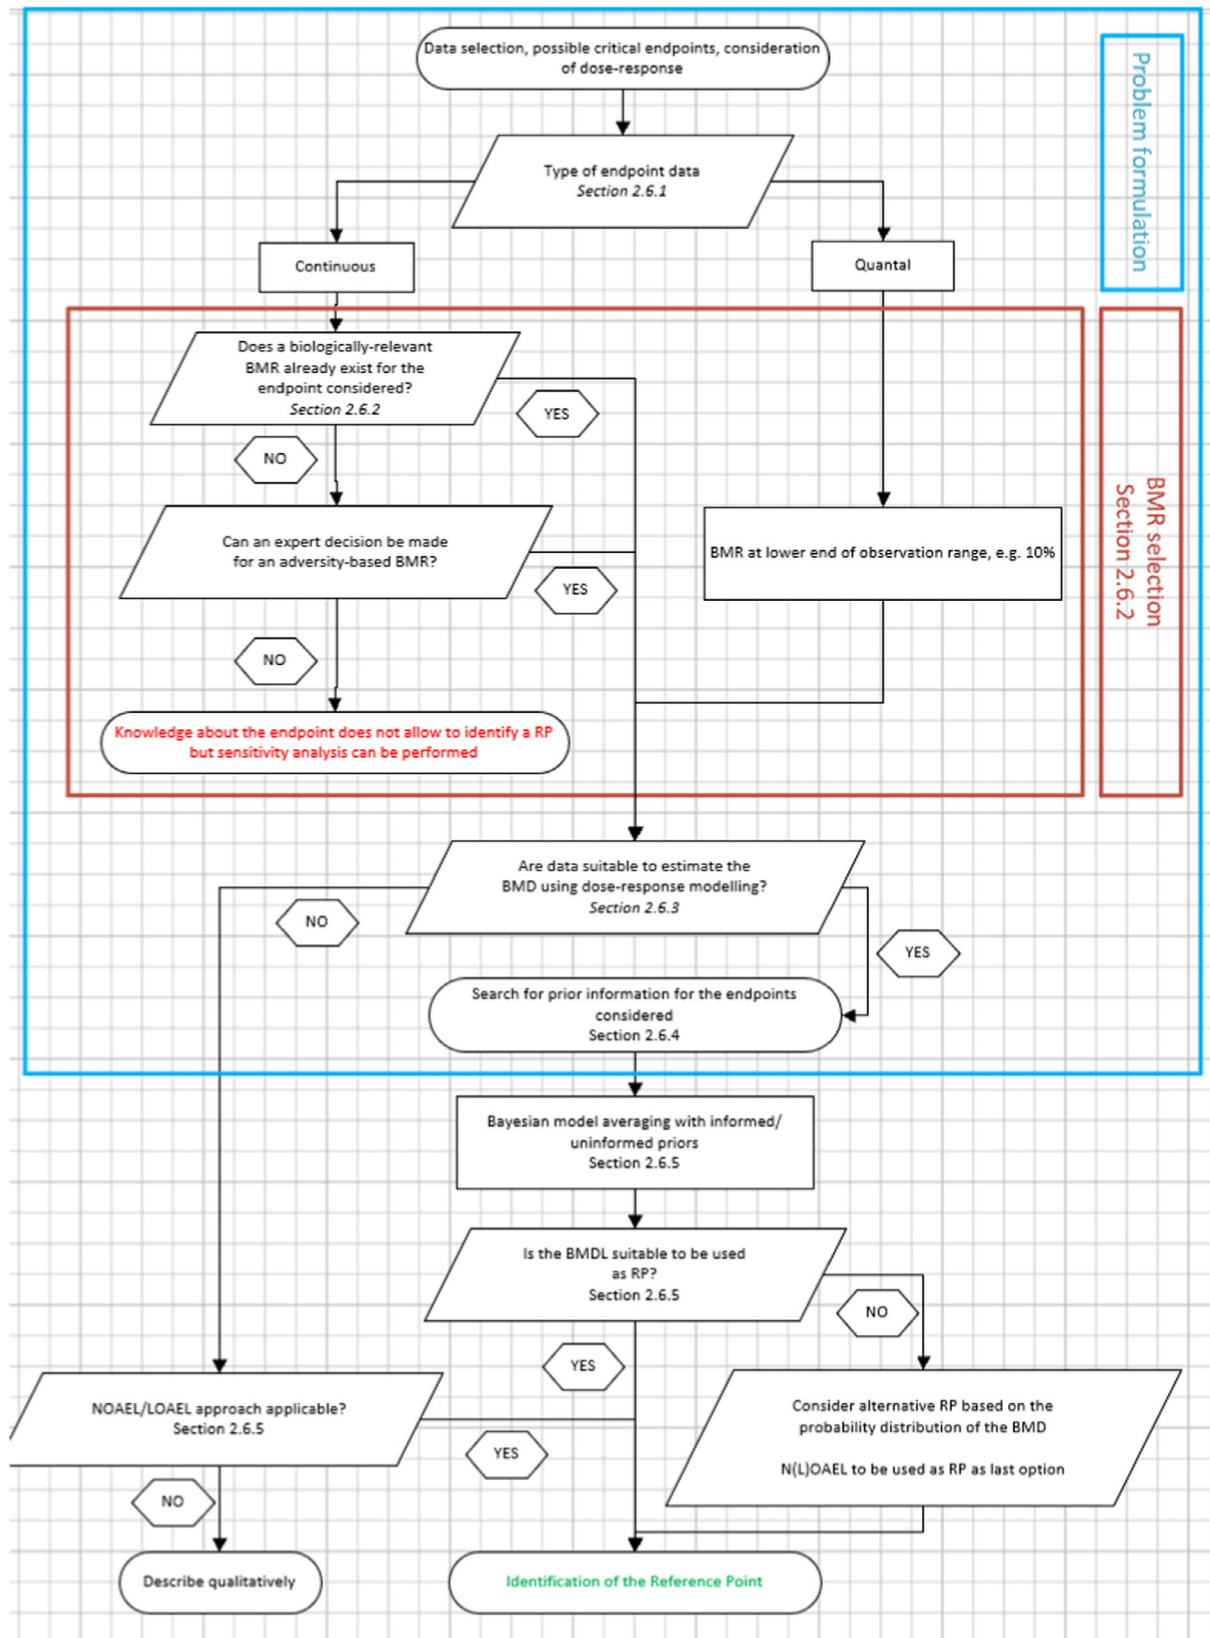 Data selection, possible critical endpoints, consideration
of dose-response
Problem formulation
Type of endpoint data
Section 2.6.1
Continuous
Quantal
BMR selection
Section 2.6.2
Does a biologically-relevant
BMR already exist for the
endpoint considered?
Section 2.6.2
YES
NO
Can an expert decision be made
for an adversity-based BMR?
BMR at lower end of observation range, e.g. 10%
YES
NO
Knowledge about the endpoint does not allow to identify a RP
but sensitivity analysis can be performed
Are data suitable to estimate the
BMD using dose-response modelling?
Section 2.6.3
NO
YES
Search for prior information for the endpoints
considered
Section 2.6.4
Bayesian model averaging with informed/
uninformed priors
Section 2.6.5
Is the BMDL suitable to be used
as RP?
Section 2.6.5
NO
YES
NOAEL/LOAEL approach applicable?
Section 2.6.5
Consider alternative RP based on the
probability distribution of the BMD
N(L)OAEL to be used as RP as last option
YES
NO
Describe qualitatively
Identification of the Reference Point